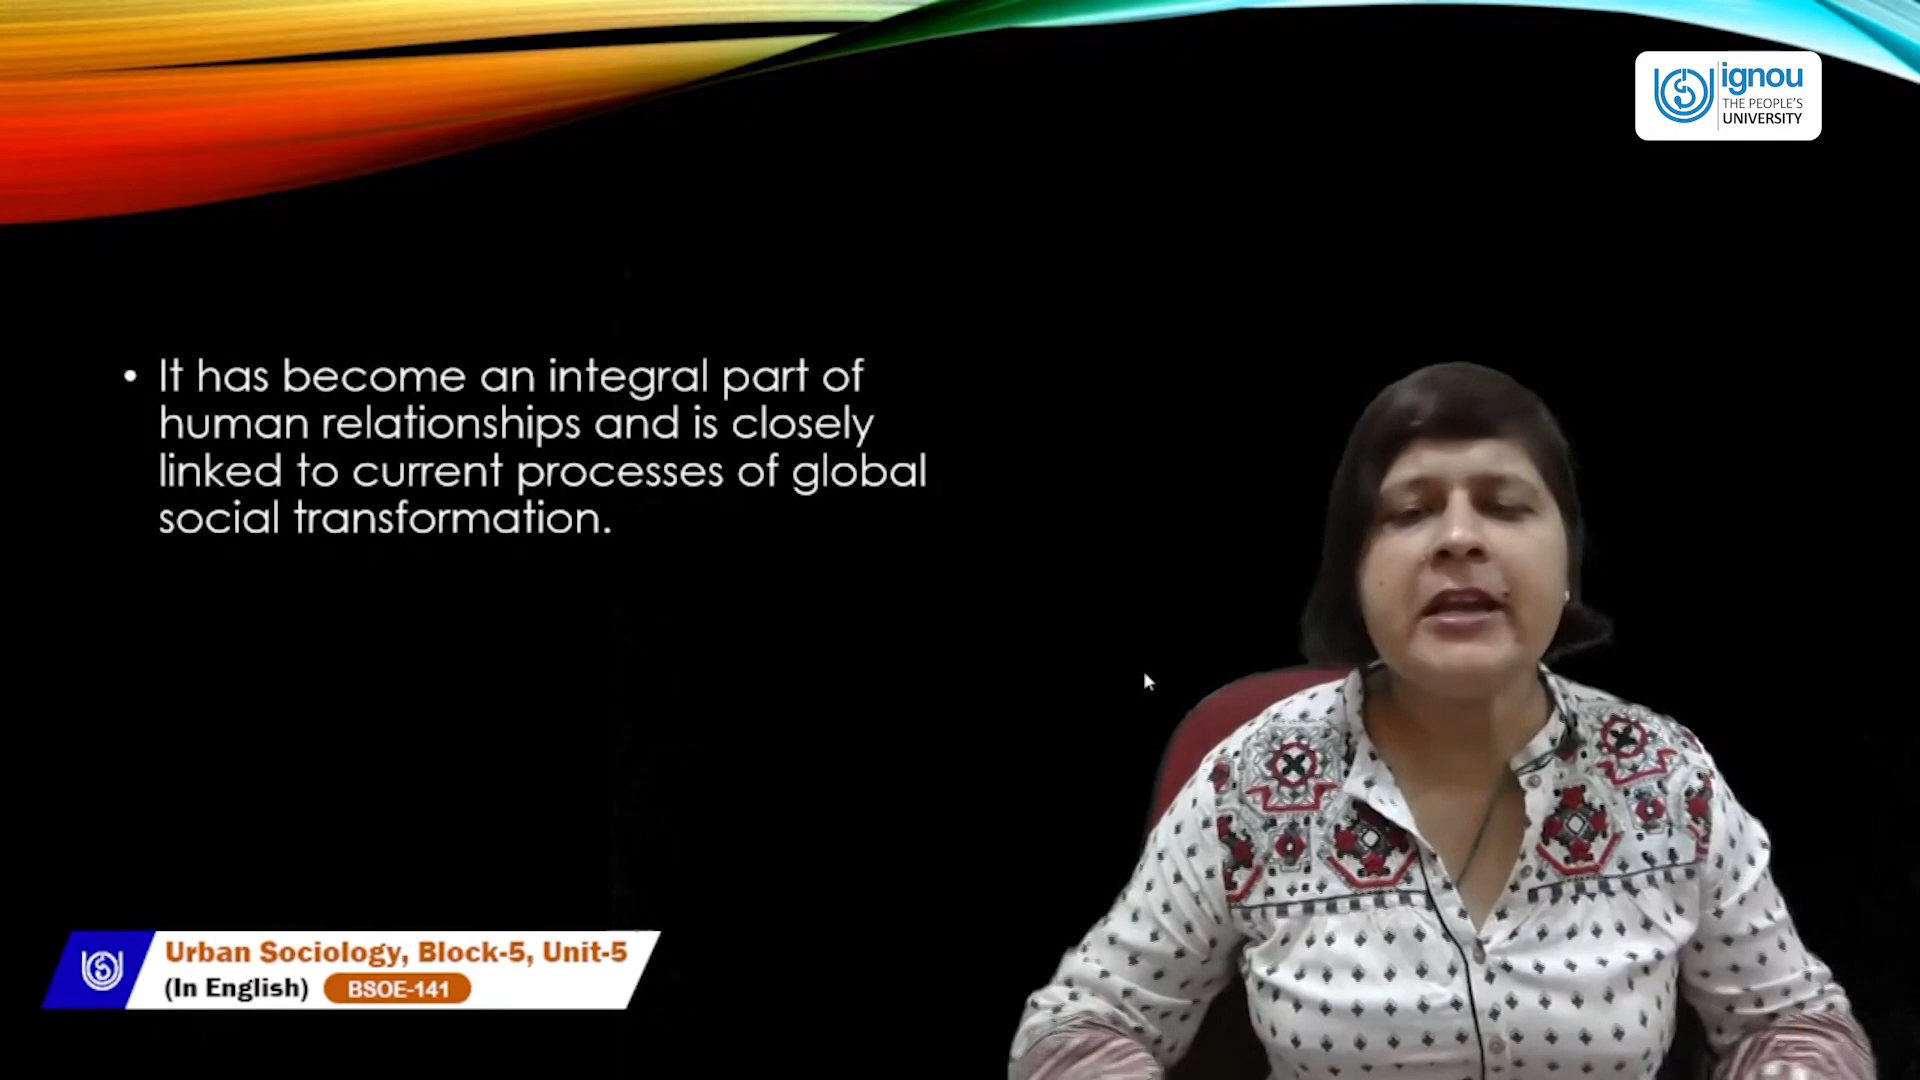 ignou
THE PEOPLE'S
UNIVERSITY
• It has become an integral part of
human relationships and is closely
linked to current processes of global
social transformation.
Urban Sociology, Block-5, Unit-5
(In English) BSOE-141